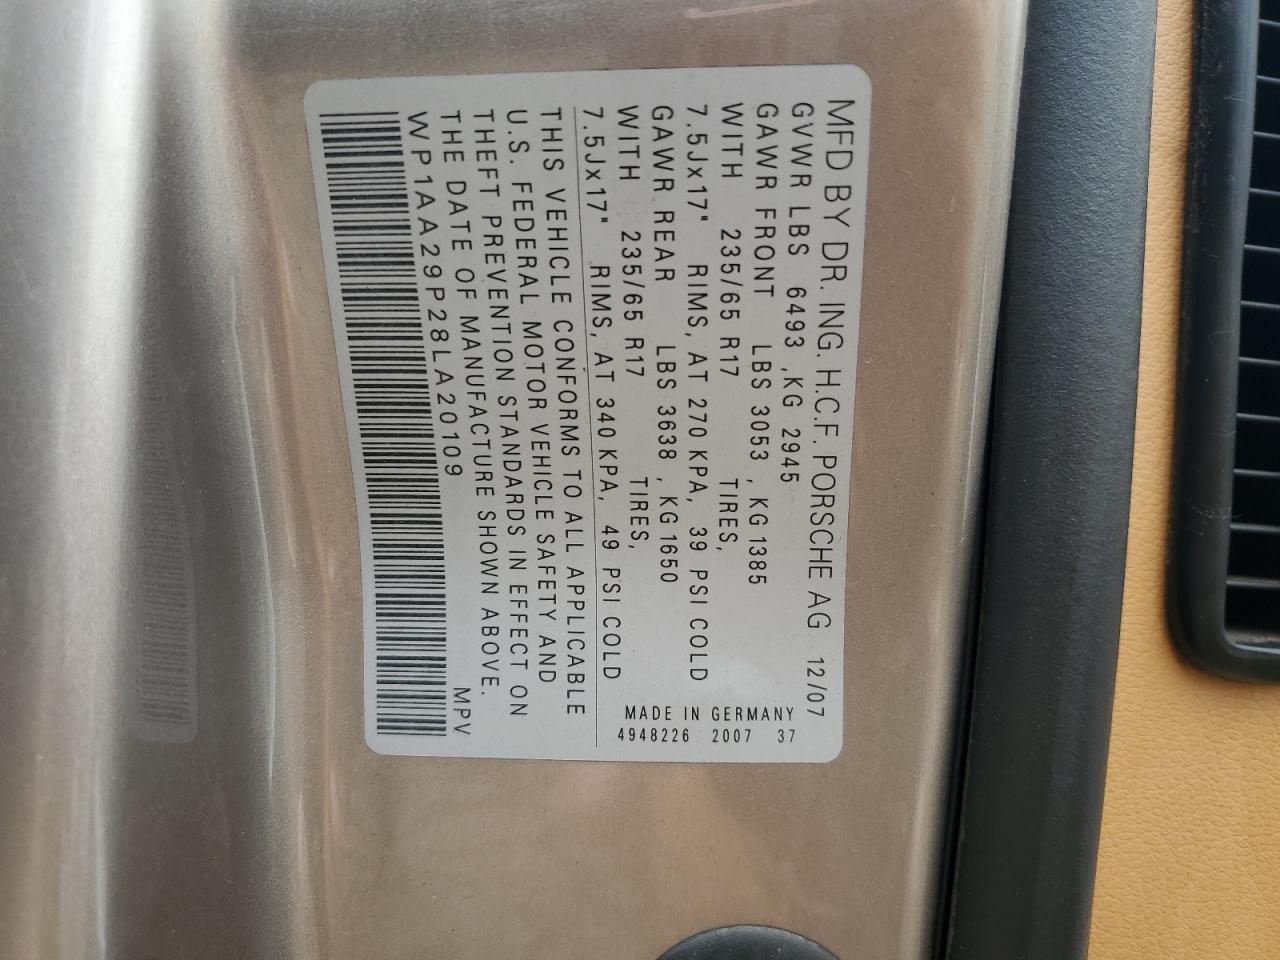 MFD BY DR. ING. H.C.F. PORSCHE AG 12/07
GVWR LBS 6493 ,KG 2945
GAWR FRONT LBS 3053 , KG 1385
WITH 235/65 R17 TIRES,
7.5Jx17" RIMS, AT 270 KPA, 39 PSI COLD
GAWR REAR LBS 3638 , KG 1650
WITH 235/65 R17 TIRES,
7.5Jx17" RIMS, AT 340 KPA, 49 PSI COLD
MADE IN GERMANY
4948226 2007 37
THIS VEHICLE CONFORMS TO ALL APPLICABLE
U.S. FEDERAL MOTOR VEHICLE SAFETY AND
THEFT PREVENTION STANDARDS IN EFFECT ON
THE DATE OF MANUFACTURE SHOWN ABOVE.
WP1AA29P28LA20109 MPV